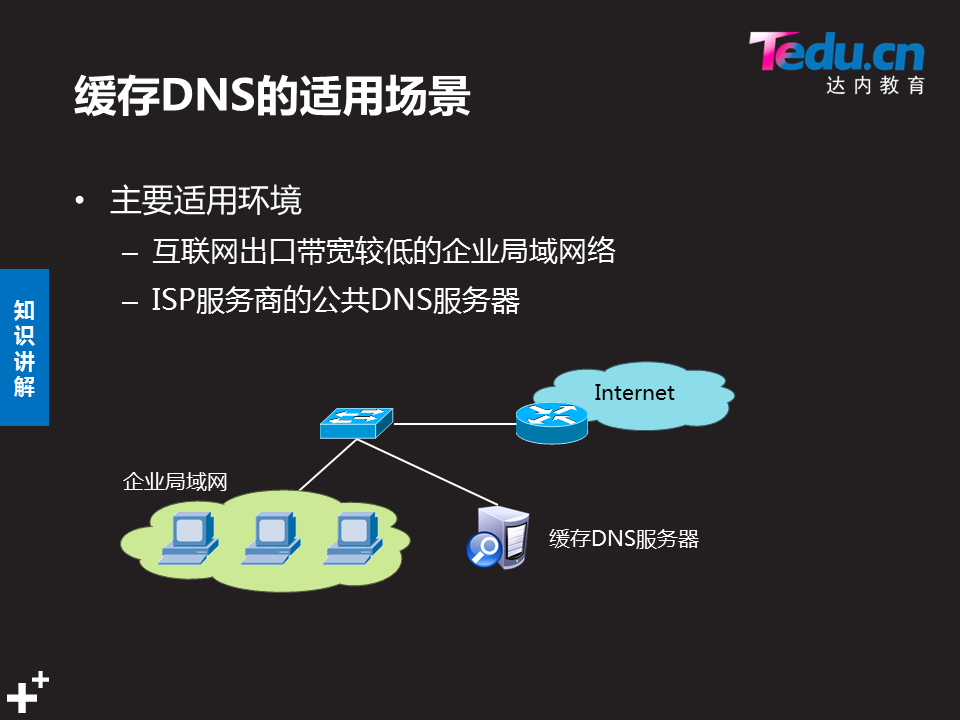 Tedu.cn
达内教育
缓存DNS的适用场景
• 主要适用环境
– 互联网出口带宽较低的企业局域网络
– ISP服务商的公共DNS服务器
知识讲解
Internet
企业局域网
缓存DNS服务器